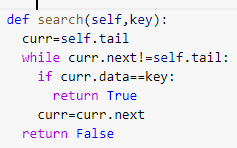 def search(self,key):
  curr=self.tail
  while curr.next!=self.tail:
    if curr.data==key:
      return True
    curr=curr.next
  return False